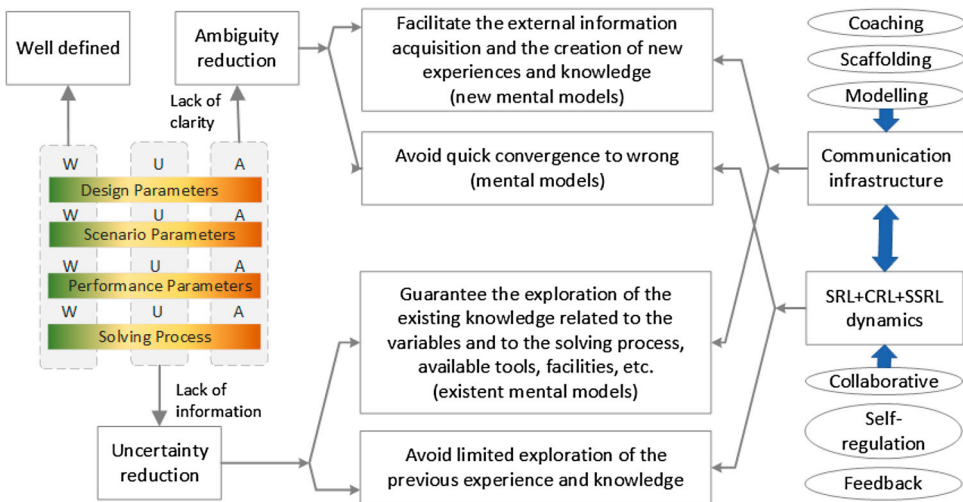 Well defined
Ambiguity
reduction
Lack of
clarity
W U A
Design Parameters
W U A
Scenario Parameters
W U A
Performance Parameters
W U A
Solving Process
Lack of
information
Uncertainty
reduction
Facilitate the external information
acquisition and the creation of new
experiences and knowledge
(new mental models)
Avoid quick convergence to wrong
(mental models)
Guarantee the exploration of the
existing knowledge related to the
variables and to the solving process,
available tools, facilities, etc.
(existent mental models)
Avoid limited exploration of the
previous experience and knowledge
Coaching
Scaffolding
Modelling
Communication
infrastructure
SRL+CRL+SSRL
dynamics
Collaborative
Self-
regulation
Feedback